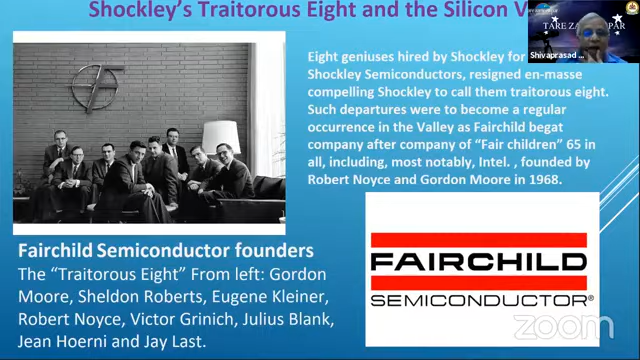 Shockley's Traitorous Eight and the Silicon
TARE ZA PAR
Shivaprasad ...
Eight geniuses hired by Shockley for
Shockley Semiconductors, resigned en-masse
compelling Shockley to call them traitorous eight.
Such departures were to become a regular
occurrence in the Valley as Fairchild begat
company after company of “Fair children” 65 in
all, including, most notably, Intel. , founded by
Robert Noyce and Gordon Moore in 1968.
Fairchild Semiconductor founders
The “Traitorous Eight” From left: Gordon
Moore, Sheldon Roberts, Eugene Kleiner,
Robert Noyce, Victor Grinich, Julius Blank,
Jean Hoerni and Jay Last.
FAIRCHILD
SEMICONDUCTOR®
zoom